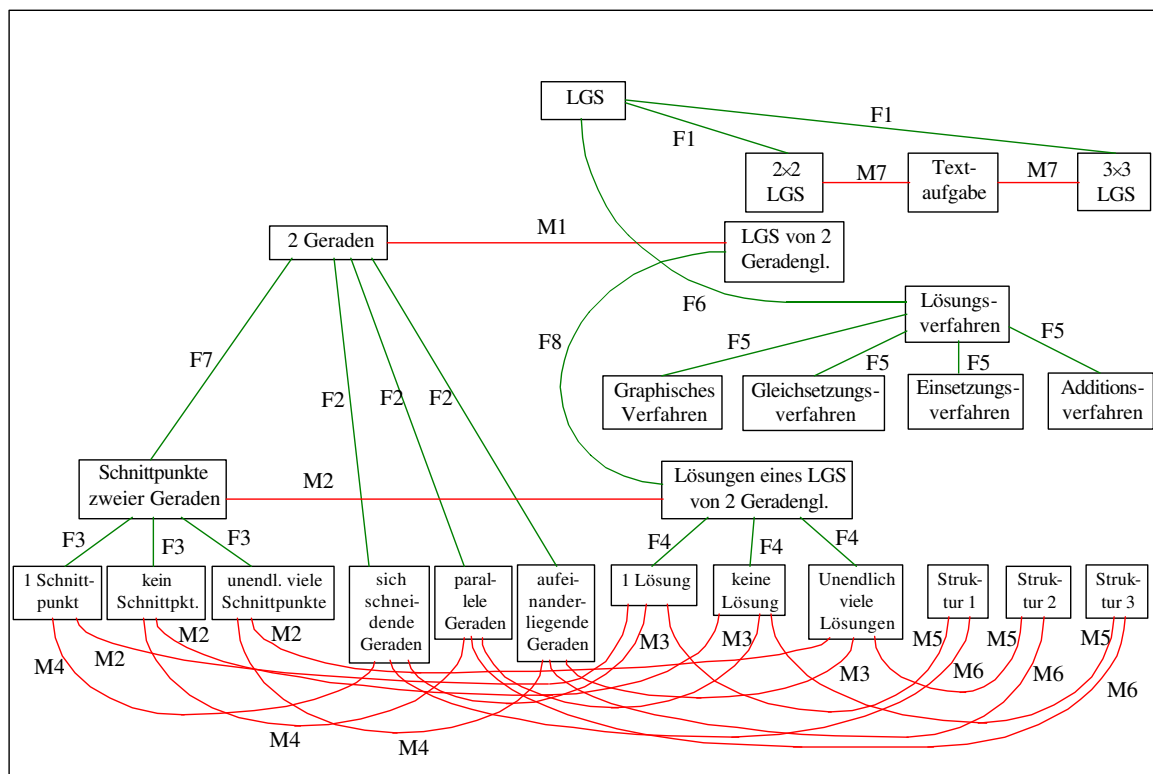 LGS
F1
F1
2×2
LGS
M7
Text-
aufgabe
M7
3×3
LGS
2 Geraden
M1
LGS von 2
Geradengl.
F6
Lösungs-
verfahren
F8
F5
F5
F5
F5
F7
Graphisches
Verfahren
Gleichsetzungs-
verfahren
Einsetzungs-
verfahren
Additions-
verfahren
F2
F2
F2
Schnittpunkte
zweier Geraden
M2
Lösungen eines LGS
von 2 Geradengl.
F3
F3
F3
F4
F4
F4
1 Schnitt-
punkt
kein
Schnittpkt.
unendl. viele
Schnittpunkte
sich
schnei-
dende
Geraden
paral-
lele
Geraden
aufei-
nander-
liegende
Geraden
1 Lösung
keine
Lösung
Unendlich
viele
Lösungen
Struk-
tur 1
Struk-
tur 2
Struk-
tur 3
M4
M2
M2
M2
M3
M3
M3
M5
M6
M5
M6
M5
M6
M4
M4